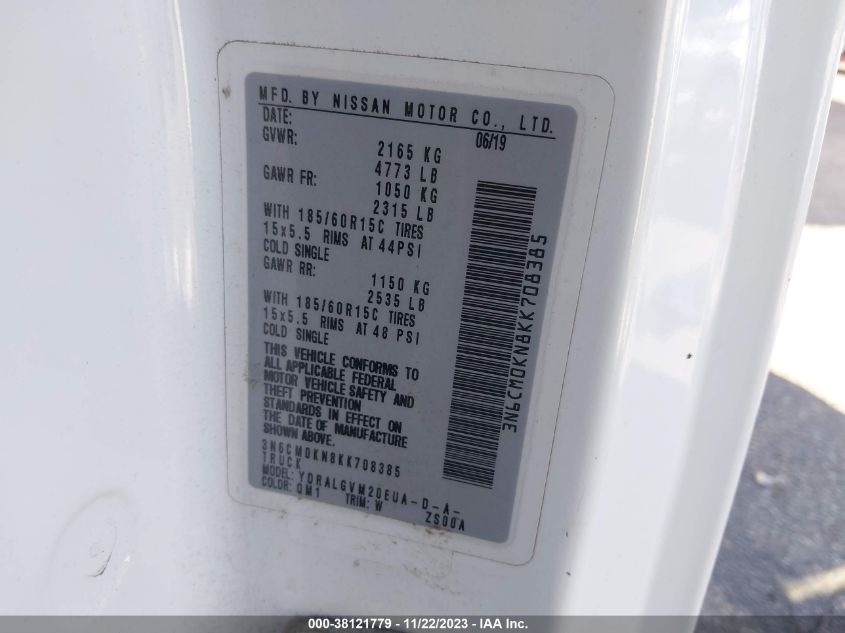 MFD. BY NISSAN MOTOR CO., LTD.
DATE: 06/19
GVWR: 2165 KG
4773 LB
GAWR FR: 1050 KG
2315 LB
WITH 185/60R15C TIRES
15x5.5 RIMS AT 44PSI
COLD SINGLE
GAWR RR: 1150 KG
2535 LB
WITH 185/60R15C TIRES
15x5.5 RIMS AT 48 PSI
COLD SINGLE
THIS VEHICLE CONFORMS TO
ALL APPLICABLE FEDERAL
MOTOR VEHICLE SAFETY AND
THEFT PREVENTION
STANDARDS IN EFFECT ON
THE DATE OF MANUFACTURE
SHOWN ABOVE.
3N6CM0KN8KK708385
TRUCK
MODEL: YDRALGVM20EUA-D-A-
COLOR: QM1 TRIM: W ZS00A
3N6CM0KN8KK708385
000-38121779 - 11/22/2023 - IAA Inc.